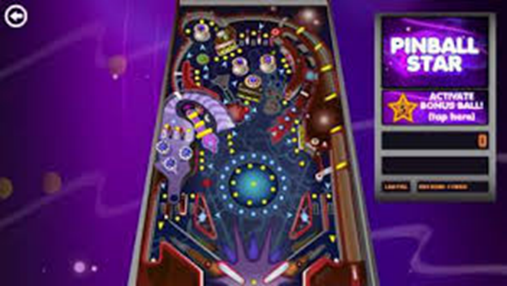 PINBALL
STAR
ACTIVATE
BONUS BALL!
(tap here)
0